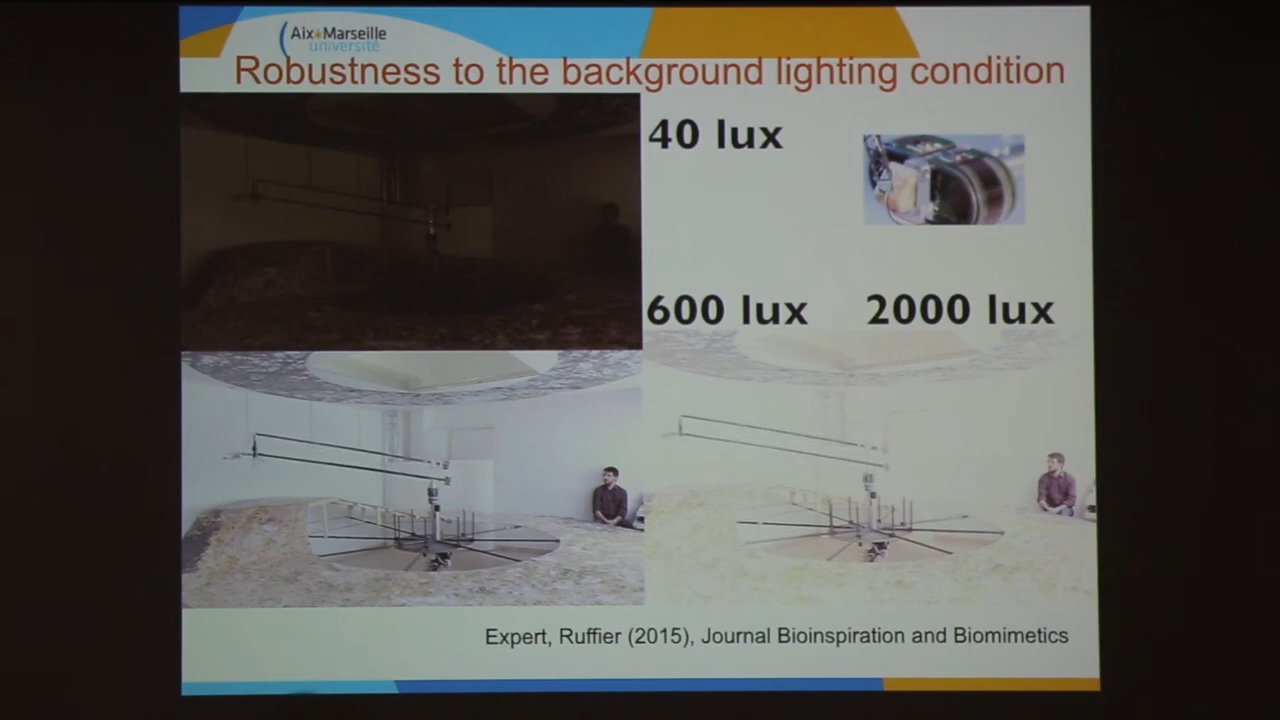 Aix*Marseille
université
Robustness to the background lighting condition
40 lux
600 lux
2000 lux
Expert, Ruffier (2015), Journal Bioinspiration and Biomimetics